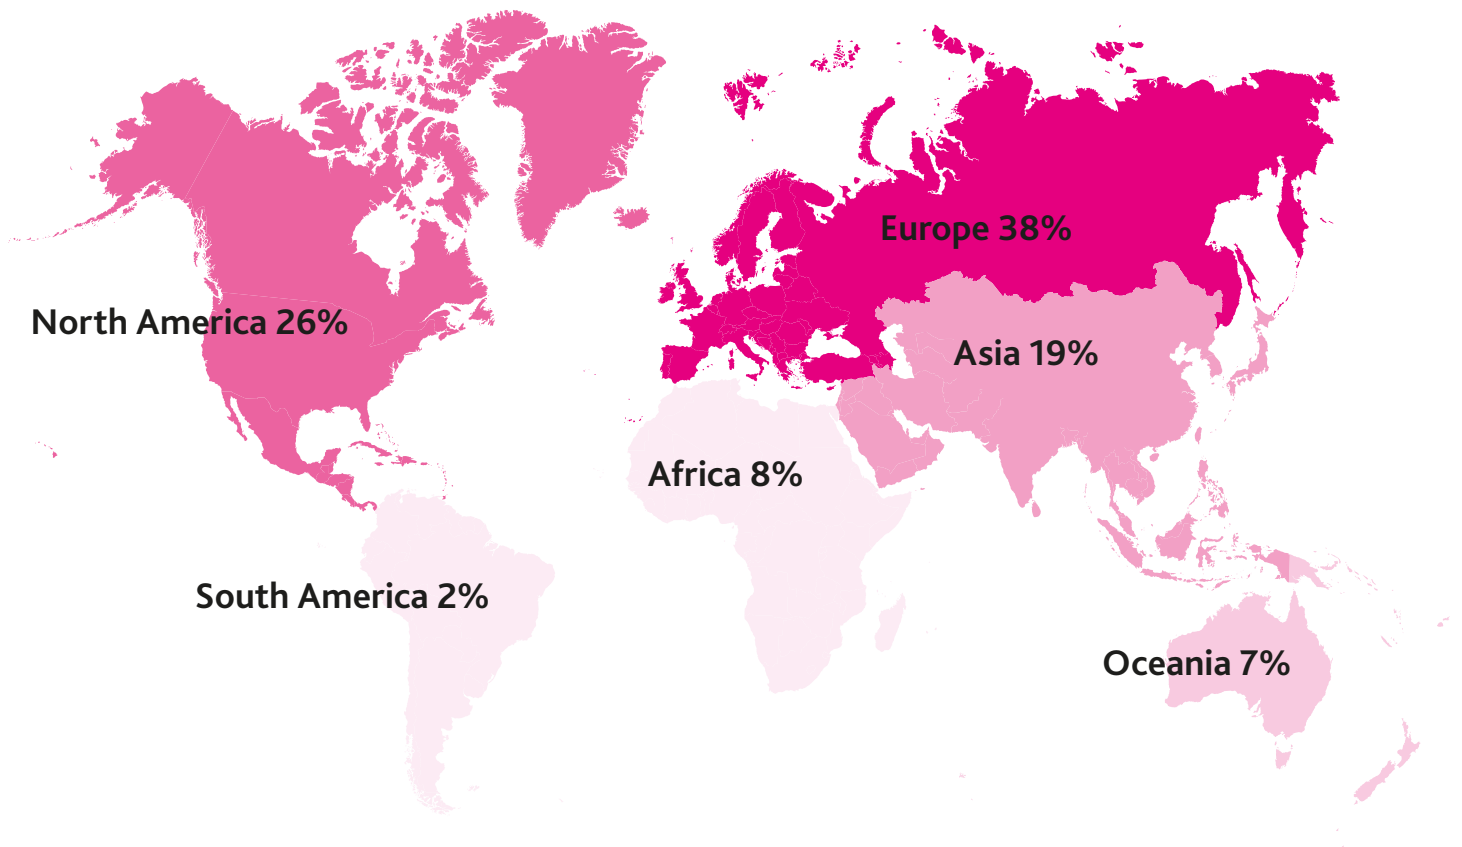 Europe 38%
North America 26%
Asia 19%
Africa 8%
South America 2%
Oceania 7%